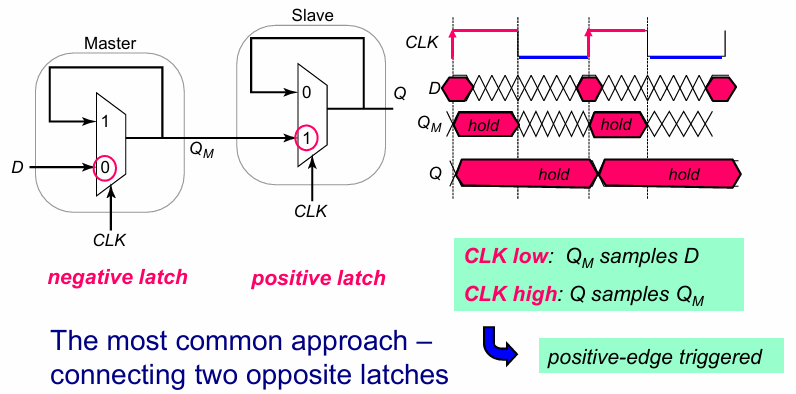 Master
1
0
D
Q_M
CLK
negative latch
Slave
0
1
Q
CLK
positive latch
CLK
D
Q_M
hold
hold
Q
hold
hold
CLK low: Q_M samples D
CLK high: Q samples Q_M
positive-edge triggered
The most common approach –
connecting two opposite latches